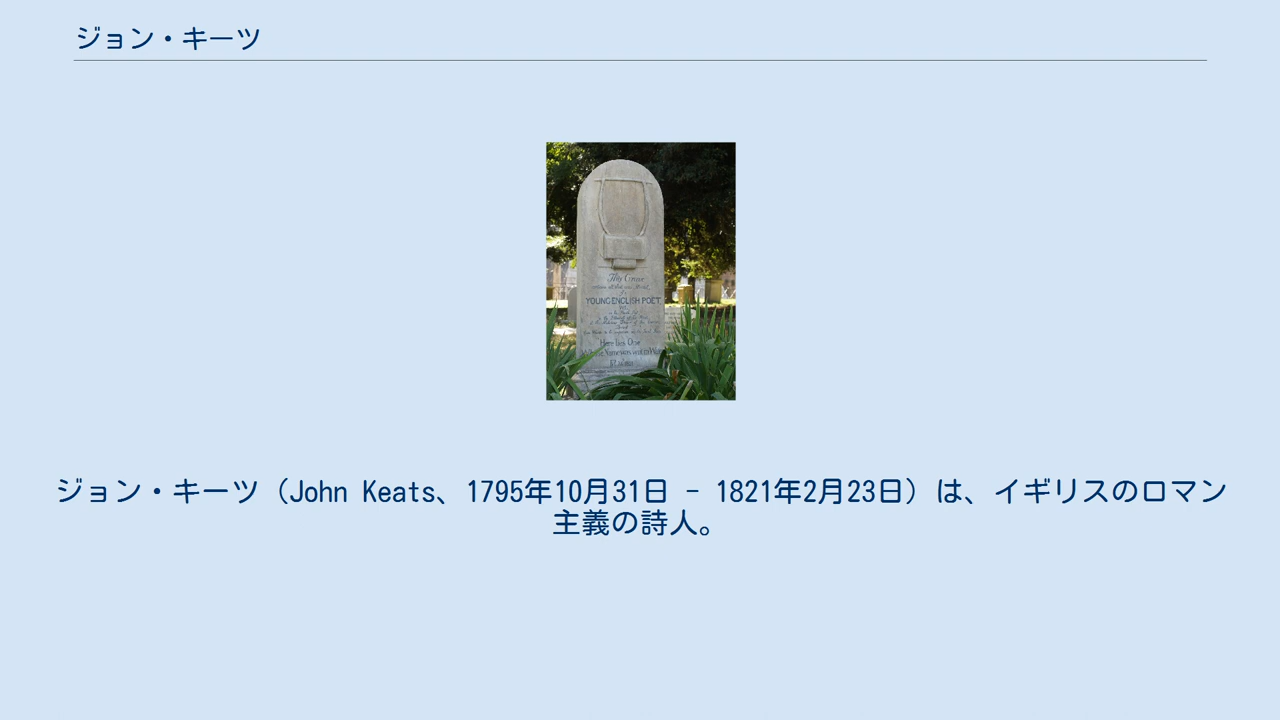 ジョン・キーツ
YOUNG ENGLISH POET
Here lies One
ジョン・キーツ（John Keats、1795年10月31日 - 1821年2月23日）は、イギリスのロマン
主義の詩人。